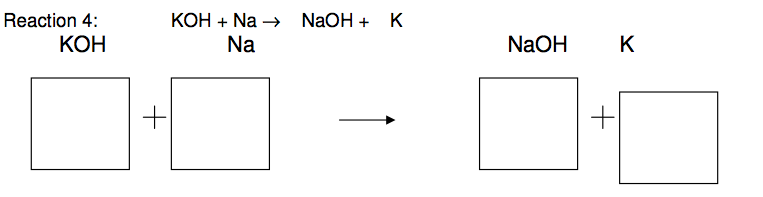 Reaction 4: KOH + Na → NaOH + K
KOH Na NaOH K
+ → +